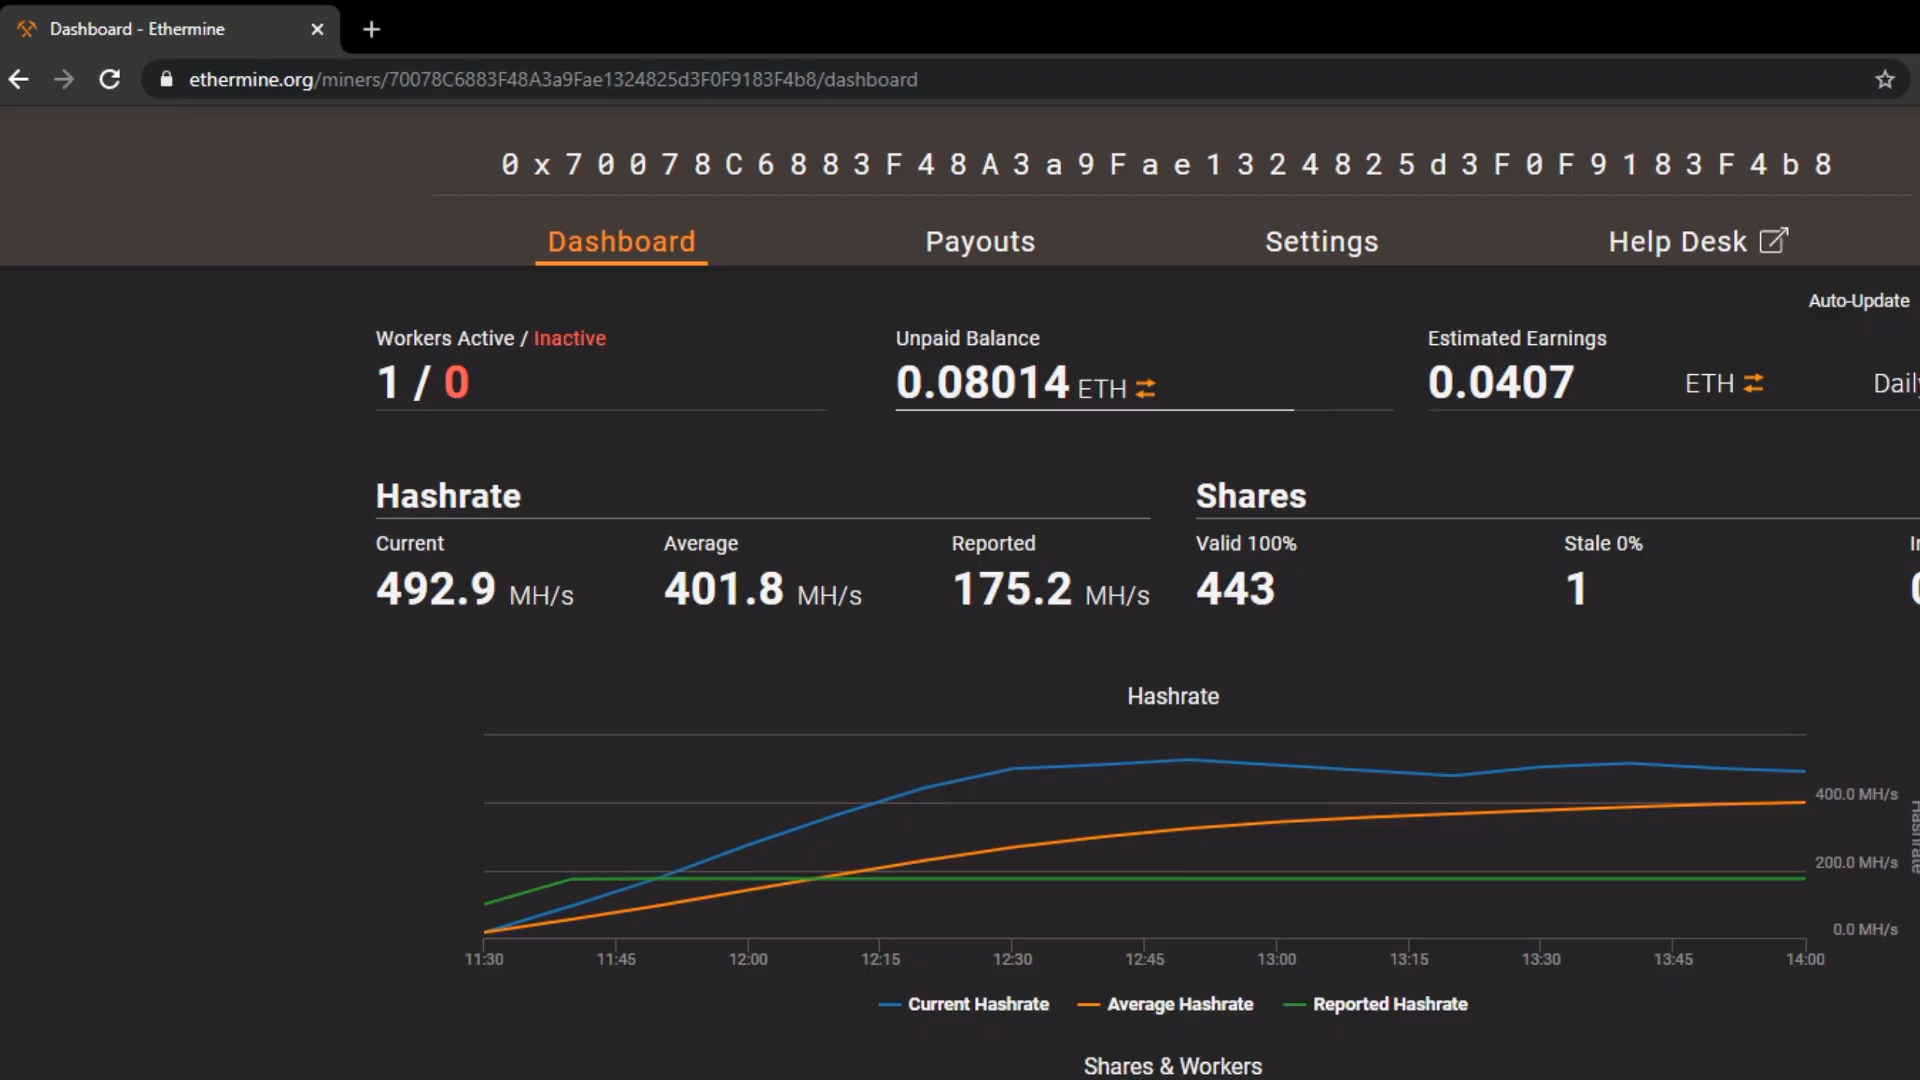 Dashboard - Ethermine
ethermine.org/miners/70078C6883F48A3a9Fae1324825d3F0F9183F4b8/dashboard
0x70078C6883F48A3a9Fae1324825d3F0F9183F4b8
Dashboard Payouts Settings Help Desk
Auto-Update
Workers Active / Inactive Unpaid Balance Estimated Earnings
1 / 0 0.08014 ETH 0.0407 ETH
Hashrate Shares
Current Average Reported Valid 100% Stale 0%
492.9 MH/s 401.8 MH/s 175.2 MH/s 443 1
Hashrate
400.0 MH/s
200.0 MH/s
0.0 MH/s
Hashrate
11:30 11:45 12:00 12:15 12:30 12:45 13:00 13:15 13:30 13:45 14:00
Current Hashrate Average Hashrate Reported Hashrate
Shares & Workers